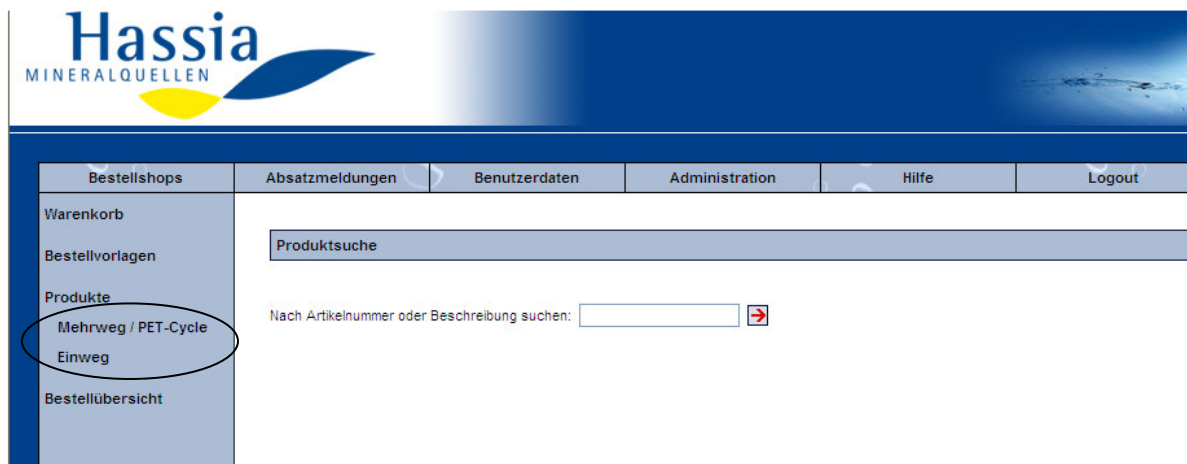 Hassia
MINERALQUELLEN
Bestellshops Absatzmeldungen Benutzerdaten Administration Hilfe Logout
Warenkorb
Bestellvorlagen
Produkte
Mehrweg / PET-Cycle
Einweg
Bestellübersicht
Produktsuche
Nach Artikelnummer oder Beschreibung suchen: